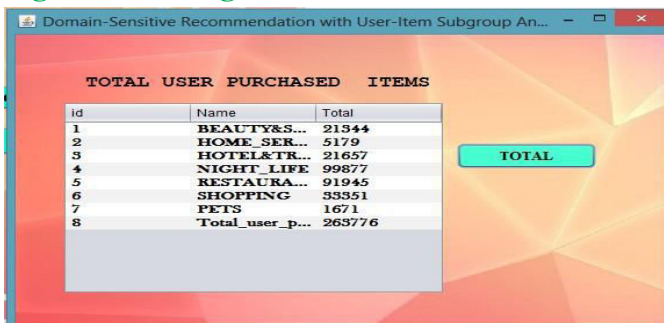 Domain-Sensitive Recommendation with User-Item Subgroup An...
TOTAL USER PURCHASED ITEMS
id Name Total
1 BEAUTY&S... 21344
2 HOME_SER... 5179
3 HOTEL&TR... 21657
4 NIGHT_LIFE 99877
5 RESTAURA... 91945
6 SHOPPING 33351
7 PETS 1671
8 Total_user_p... 263776
TOTAL